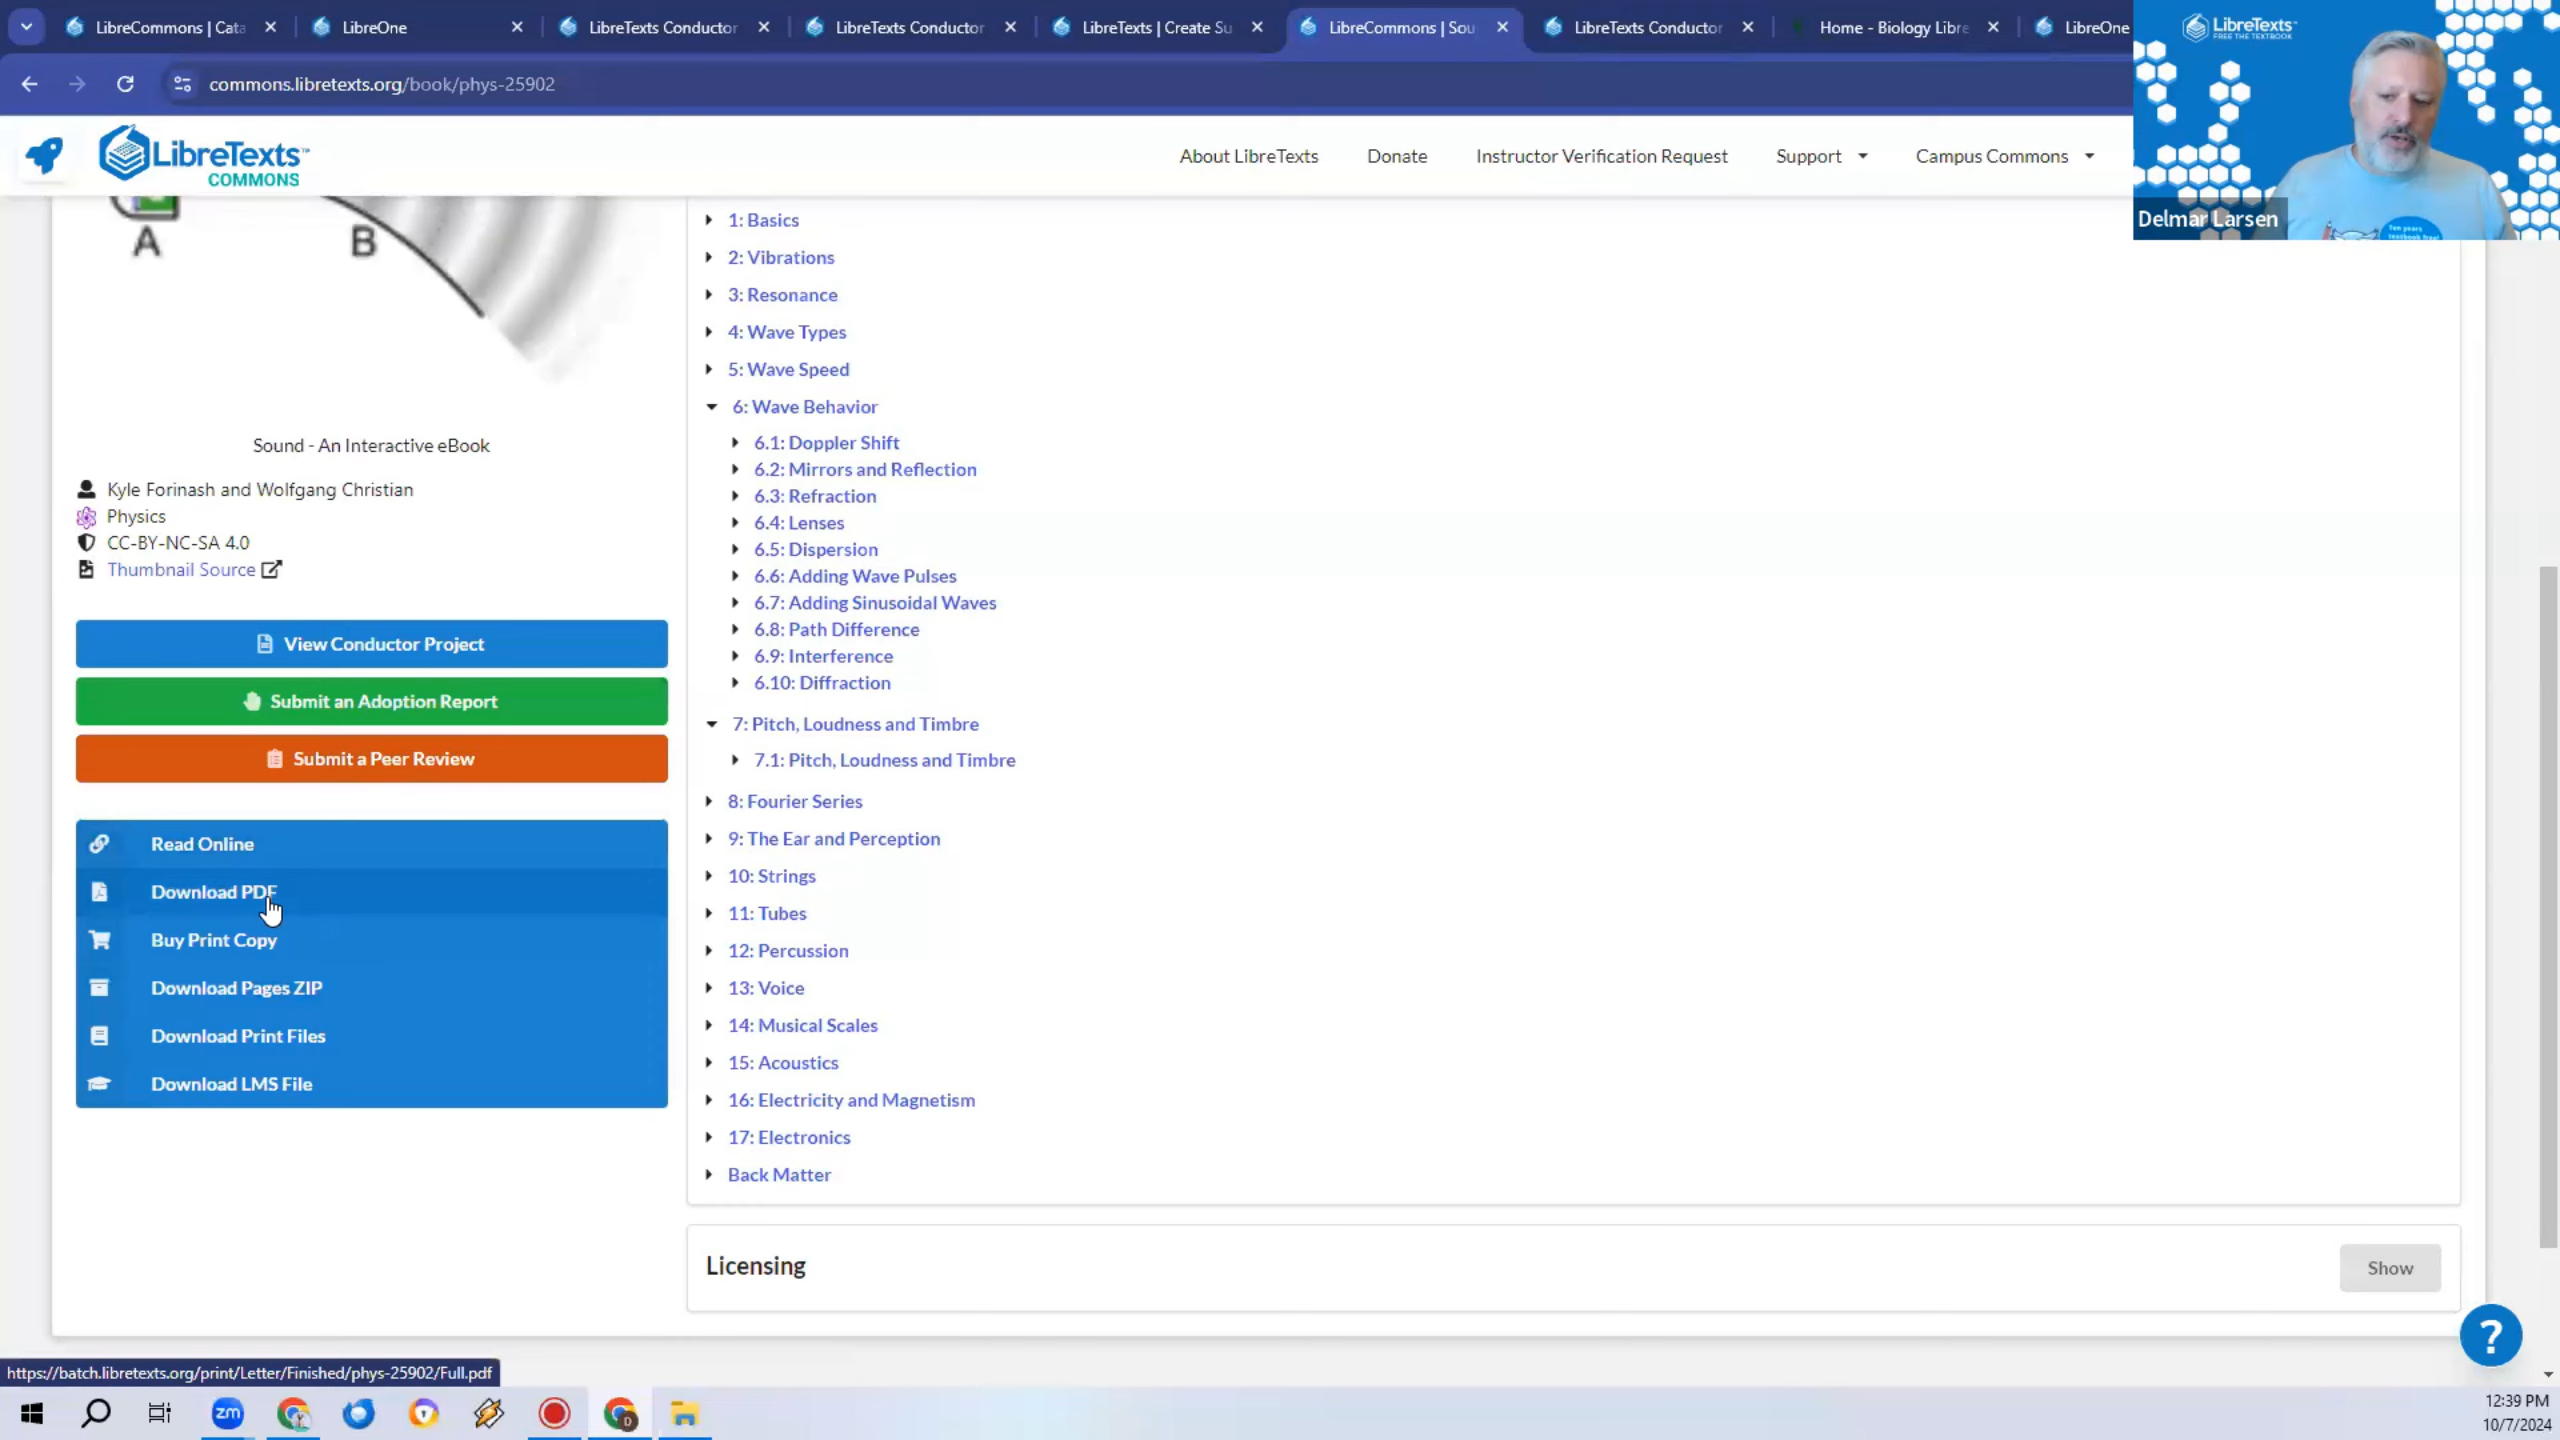 LibreCommons | Cata
LibreOne
LibreTexts Conductor
LibreTexts Conductor
LibreTexts | Create Su
LibreCommons | Sou
LibreTexts Conductor
Home - Biology Libre
LibreOne
commons.libretexts.org/book/phys-25902
LibreTexts™
FREE THE TEXTBOOK
Ten years
textbook free!
Delmar Larsen
LibreTexts™
COMMONS
About LibreTexts
Donate
Instructor Verification Request
Support
Campus Commons
A
B
Sound - An Interactive eBook
Kyle Forinash and Wolfgang Christian
Physics
CC-BY-NC-SA 4.0
Thumbnail Source
View Conductor Project
Submit an Adoption Report
Submit a Peer Review
Read Online
Download PDF
Buy Print Copy
Download Pages ZIP
Download Print Files
Download LMS File
1: Basics
2: Vibrations
3: Resonance
4: Wave Types
5: Wave Speed
6: Wave Behavior
6.1: Doppler Shift
6.2: Mirrors and Reflection
6.3: Refraction
6.4: Lenses
6.5: Dispersion
6.6: Adding Wave Pulses
6.7: Adding Sinusoidal Waves
6.8: Path Difference
6.9: Interference
6.10: Diffraction
7: Pitch, Loudness and Timbre
7.1: Pitch, Loudness and Timbre
8: Fourier Series
9: The Ear and Perception
10: Strings
11: Tubes
12: Percussion
13: Voice
14: Musical Scales
15: Acoustics
16: Electricity and Magnetism
17: Electronics
Back Matter
Licensing
Show
?
https://batch.libretexts.org/print/Letter/Finished/phys-25902/Full.pdf
zm
D
12:39 PM
10/7/2024